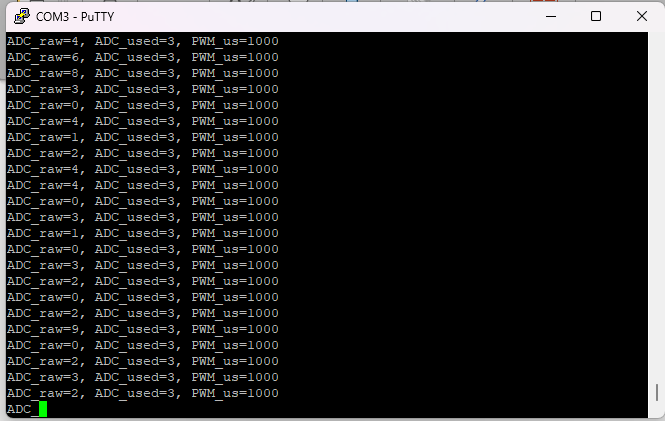 COM3 - PuTTY
ADC_raw=4, ADC_used=3, PWM_us=1000
ADC_raw=6, ADC_used=3, PWM_us=1000
ADC_raw=8, ADC_used=3, PWM_us=1000
ADC_raw=3, ADC_used=3, PWM_us=1000
ADC_raw=0, ADC_used=3, PWM_us=1000
ADC_raw=4, ADC_used=3, PWM_us=1000
ADC_raw=1, ADC_used=3, PWM_us=1000
ADC_raw=2, ADC_used=3, PWM_us=1000
ADC_raw=4, ADC_used=3, PWM_us=1000
ADC_raw=4, ADC_used=3, PWM_us=1000
ADC_raw=0, ADC_used=3, PWM_us=1000
ADC_raw=3, ADC_used=3, PWM_us=1000
ADC_raw=1, ADC_used=3, PWM_us=1000
ADC_raw=0, ADC_used=3, PWM_us=1000
ADC_raw=3, ADC_used=3, PWM_us=1000
ADC_raw=2, ADC_used=3, PWM_us=1000
ADC_raw=0, ADC_used=3, PWM_us=1000
ADC_raw=2, ADC_used=3, PWM_us=1000
ADC_raw=9, ADC_used=3, PWM_us=1000
ADC_raw=0, ADC_used=3, PWM_us=1000
ADC_raw=2, ADC_used=3, PWM_us=1000
ADC_raw=3, ADC_used=3, PWM_us=1000
ADC_raw=2, ADC_used=3, PWM_us=1000
ADC_